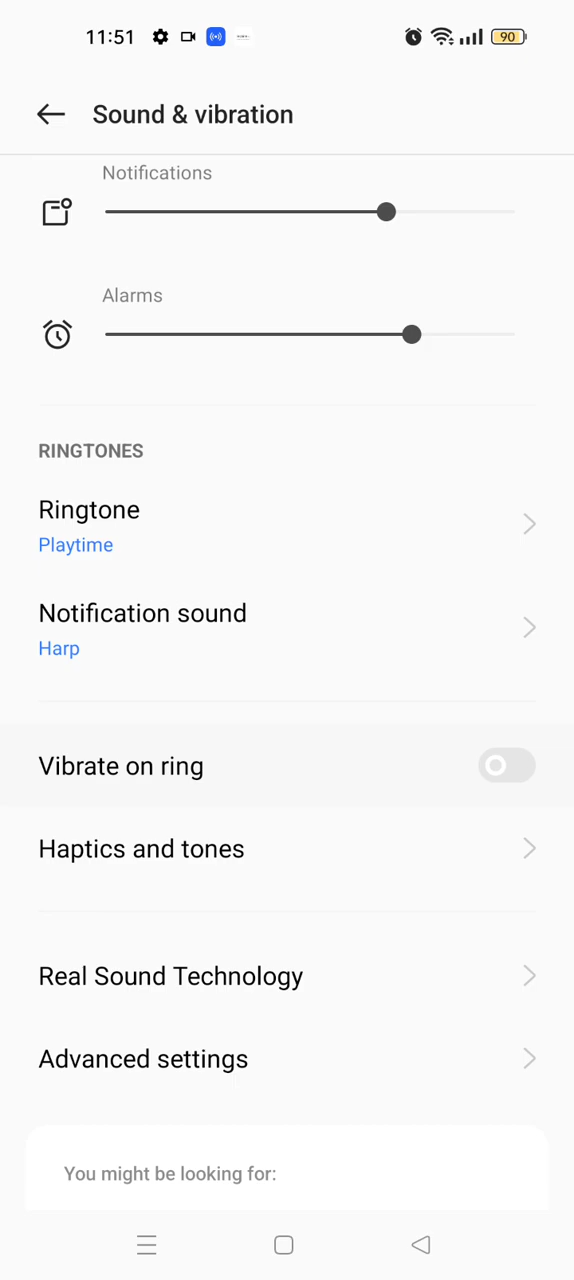 11:51
90
Sound & vibration
Notifications
Alarms
RINGTONES
Ringtone
Playtime
Notification sound
Harp
Vibrate on ring
Haptics and tones
Real Sound Technology
Advanced settings
You might be looking for: